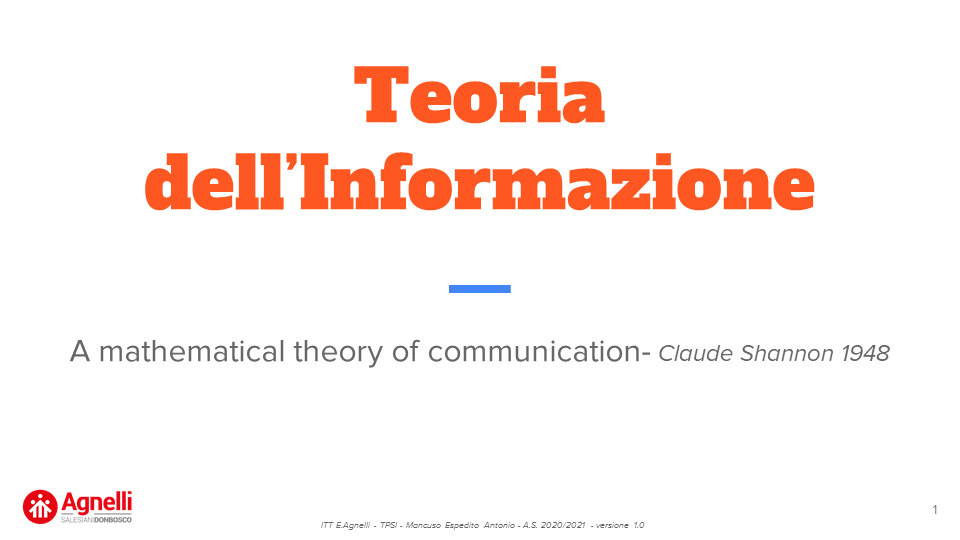 Teoria
dell’Informazione
A mathematical theory of communication- Claude Shannon 1948
Agnelli
SALESIANIDONBOSCO
1
ITT E.Agnelli - TPSI - Mancuso Espedito Antonio - A.S. 2020/2021 - versione 1.0